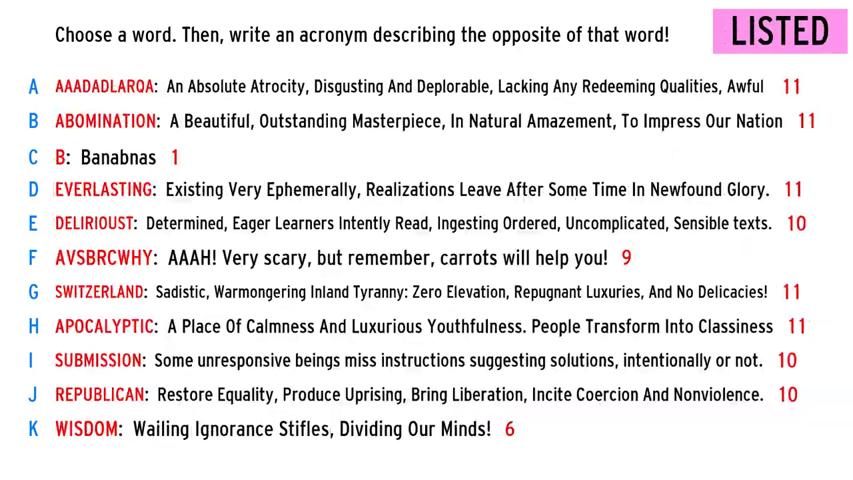 Choose a word. Then, write an acronym describing the opposite of that word!
LISTED
A AAADADLARQA: An Absolute Atrocity, Disgusting And Deplorable, Lacking Any Redeeming Qualities, Awful 11
B ABOMINATION: A Beautiful, Outstanding Masterpiece, In Natural Amazement, To Impress Our Nation 11
C B: Banabnas 1
D EVERLASTING: Existing Very Ephemerally, Realizations Leave After Some Time In Newfound Glory. 11
E DELIRIOUST: Determined, Eager Learners Intently Read, Ingesting Ordered, Uncomplicated, Sensible texts. 10
F AVSBRCWHY: AAAH! Very scary, but remember, carrots will help you! 9
G SWITZERLAND: Sadistic, Warmongering Inland Tyranny: Zero Elevation, Repugnant Luxuries, And No Delicacies! 11
H APOCALYPTIC: A Place Of Calmness And Luxurious Youthfulness. People Transform Into Classiness 11
I SUBMISSION: Some unresponsive beings miss instructions suggesting solutions, intentionally or not. 10
J REPUBLICAN: Restore Equality, Produce Uprising, Bring Liberation, Incite Coercion And Nonviolence. 10
K WISDOM: Wailing Ignorance Stifles, Dividing Our Minds! 6